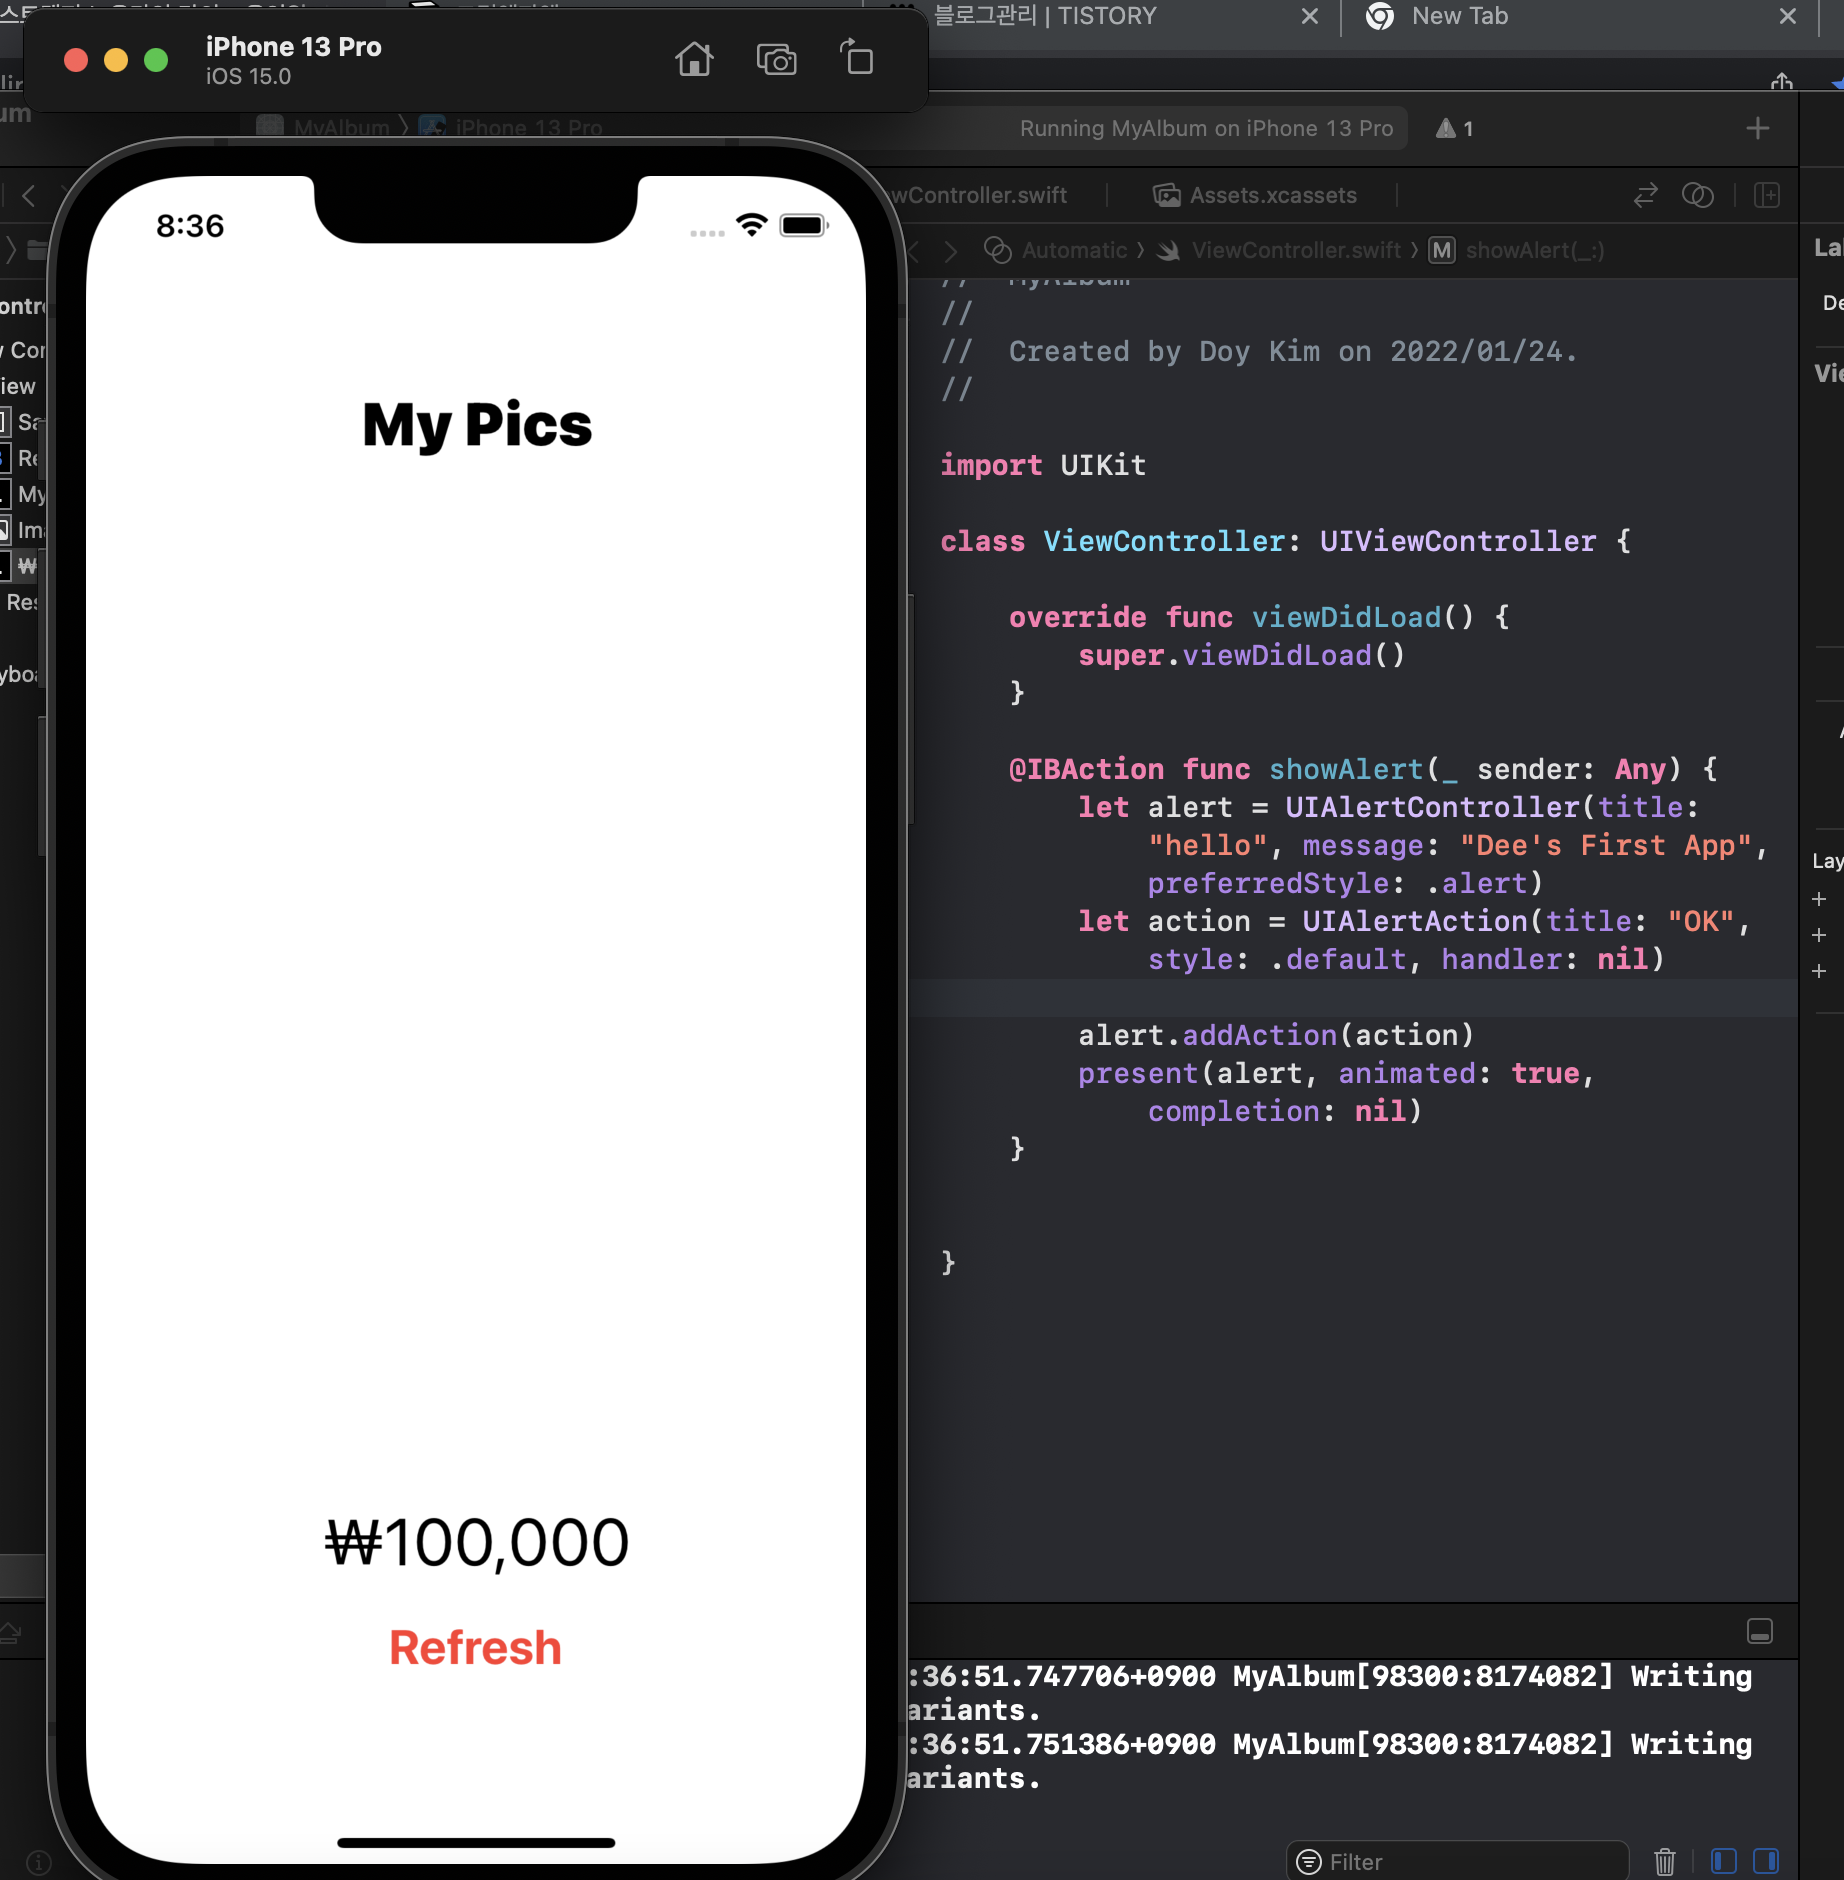 블로그관리 | TISTORY
New Tab
iPhone 13 Pro
iOS 15.0
MyAlbum
iPhone 13 Pro
Running MyAlbum on iPhone 13 Pro
1
wController.swift
Assets.xcassets
Automatic
ViewController.swift
M
showAlert(_:)
8:36
My Pics
₩100,000
Refresh
// MyAlbum
//
// Created by Doy Kim on 2022/01/24.
//
import UIKit
class ViewController: UIViewController {
override func viewDidLoad() {
super.viewDidLoad()
}
@IBAction func showAlert(_ sender: Any) {
let alert = UIAlertController(title:
"hello", message: "Dee's First App",
preferredStyle: .alert)
let action = UIAlertAction(title: "OK",
style: .default, handler: nil)
alert.addAction(action)
present(alert, animated: true,
completion: nil)
}
}
:36:51.747706+0900 MyAlbum[98300:8174082] Writing
ariants.
:36:51.751386+0900 MyAlbum[98300:8174082] Writing
ariants.
Filter